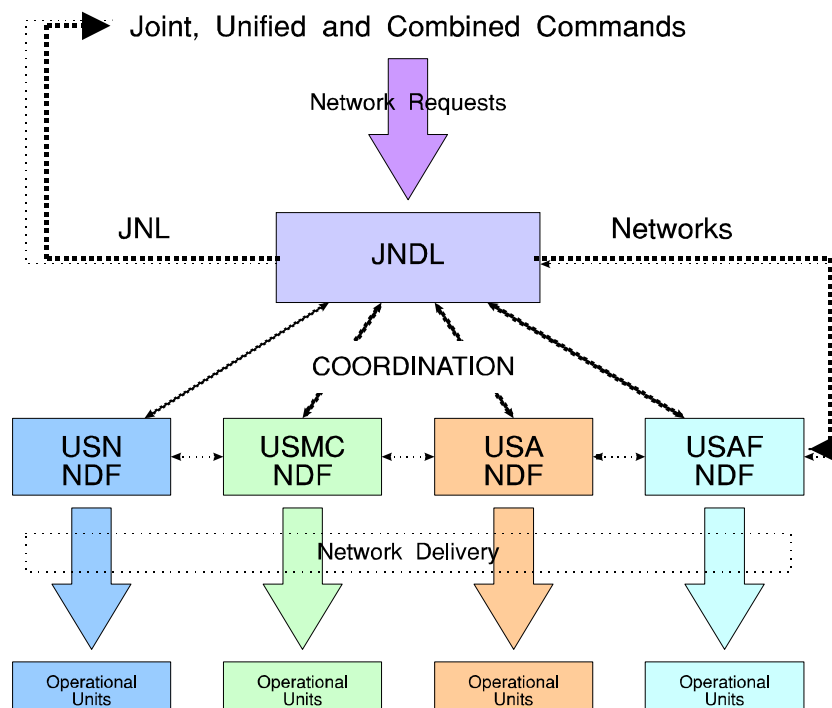 Joint, Unified and Combined Commands
Network Requests
JNL
Networks
JNDL
COORDINATION
USN
NDF
USMC
NDF
USA
NDF
USAF
NDF
Network Delivery
Operational
Units
Operational
Units
Operational
Units
Operational
Units